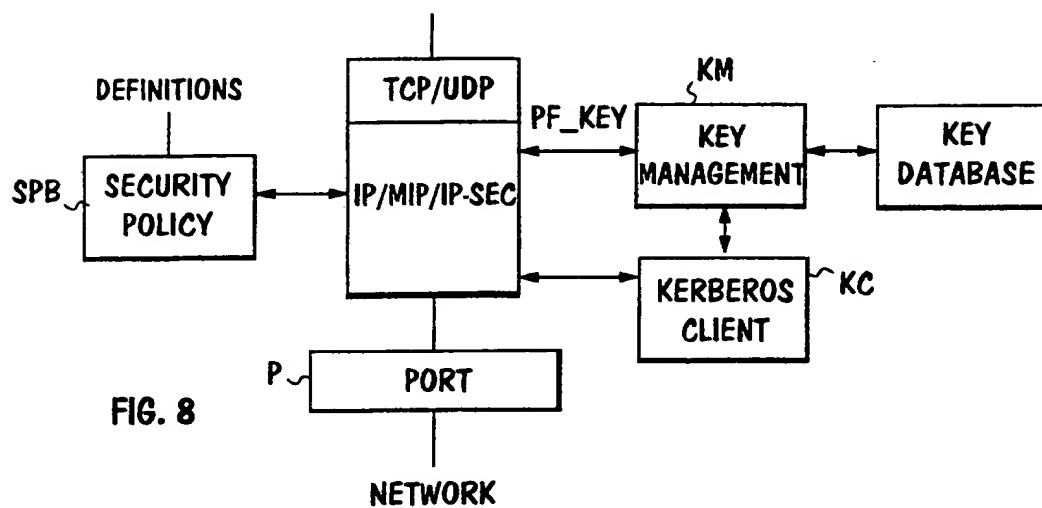 DEFINITIONS
SPB
SECURITY
POLICY
TCP/UDP
IP/MIP/IP-SEC
PF_KEY
KM
KEY
MANAGEMENT
KEY
DATABASE
KERBEROS
CLIENT
KC
P
PORT
FIG. 8
NETWORK